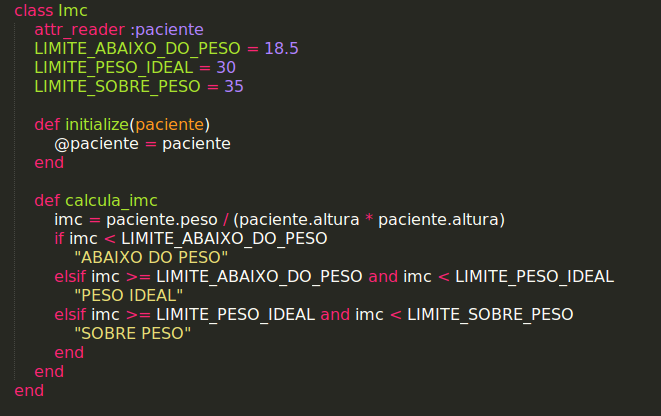 class Imc
attr_reader :paciente
LIMITE_ABAIXO_DO_PESO = 18.5
LIMITE_PESO_IDEAL = 30
LIMITE_SOBRE_PESO = 35
def initialize(paciente)
@paciente = paciente
end
def calcula_imc
imc = paciente.peso / (paciente.altura * paciente.altura)
if imc < LIMITE_ABAIXO_DO_PESO
"ABAIXO DO PESO"
elsif imc >= LIMITE_ABAIXO_DO_PESO and imc < LIMITE_PESO_IDEAL
"PESO IDEAL"
elsif imc >= LIMITE_PESO_IDEAL and imc < LIMITE_SOBRE_PESO
"SOBRE PESO"
end
end
end